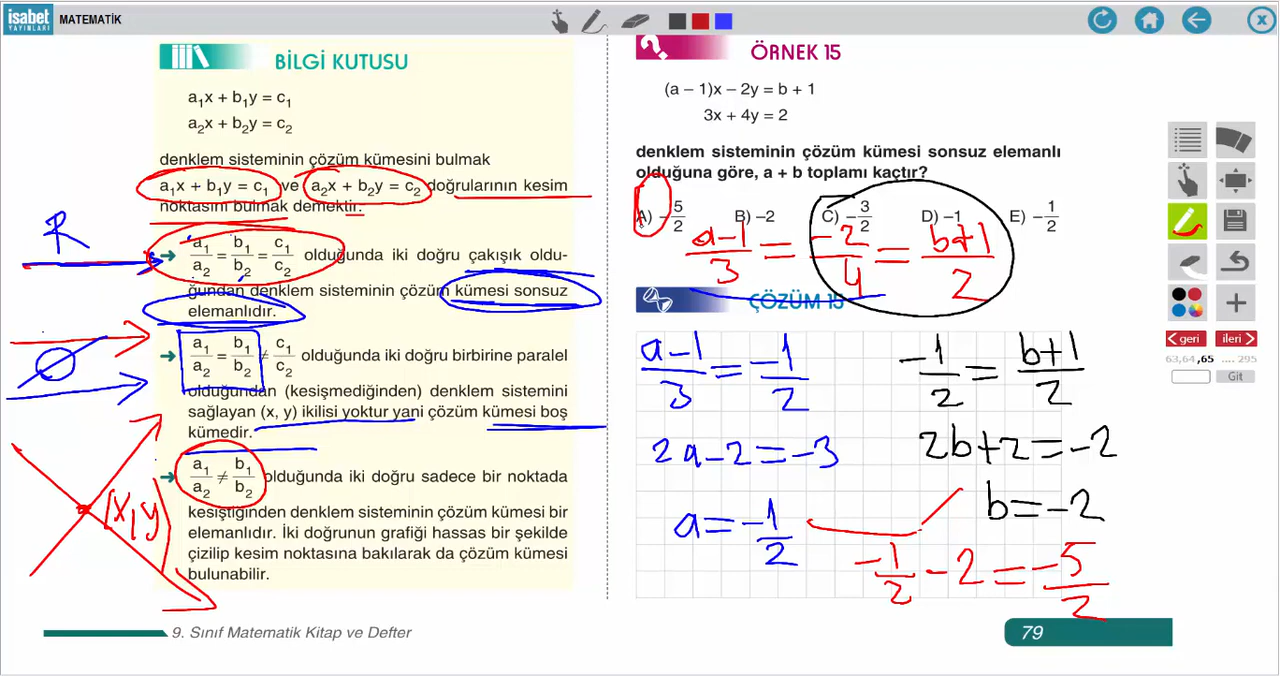 isabet
YAYINLARI
MATEMATİK
BİLGİ KUTUSU
a₁x + b₁y = c₁
a₂x + b₂y = c₂
denklem sisteminin çözüm kümesini bulmak
a₁x + b₁y = c₁ ve a₂x + b₂y = c₂ doğrularının kesim
noktasını bulmak demektir.
R
a₁/a₂ = b₁/b₂ = c₁/c₂ olduğunda iki doğru çakışık oldu-
ğundan denklem sisteminin çözüm kümesi sonsuz
elemanlıdır.
a₁/a₂ = b₁/b₂ ≠ c₁/c₂ olduğunda iki doğru birbirine paralel
olduğundan (kesişmediğinden) denklem sistemini
sağlayan (x, y) ikilisi yoktur yani çözüm kümesi boş
kümedir.
a₁/a₂ ≠ b₁/b₂ olduğunda iki doğru sadece bir noktada
kesiştiğinden denklem sisteminin çözüm kümesi bir
elemanlıdır. İki doğrunun grafiği hassas bir şekilde
çizilip kesim noktasına bakılarak da çözüm kümesi
bulunabilir.
(x,y)
9. Sınıf Matematik Kitap ve Defter
ÖRNEK 15
(a – 1)x – 2y = b + 1
3x + 4y = 2
denklem sisteminin çözüm kümesi sonsuz elemanlı
olduğuna göre, a + b toplamı kaçtır?
A) –5/2 B) –2 C) –3/2 D) –1 E) –1/2
a-1/3 = -2/4 = b+1/2
ÇÖZÜM 15
a-1/3 = -1/2
2a-2=-3
a=-1/2
-1/2 = b+1/2
2b+2=-2
b=-2
-1/2 -2 = -5/2
79
geri ileri
63,64,65 .... 295
Git